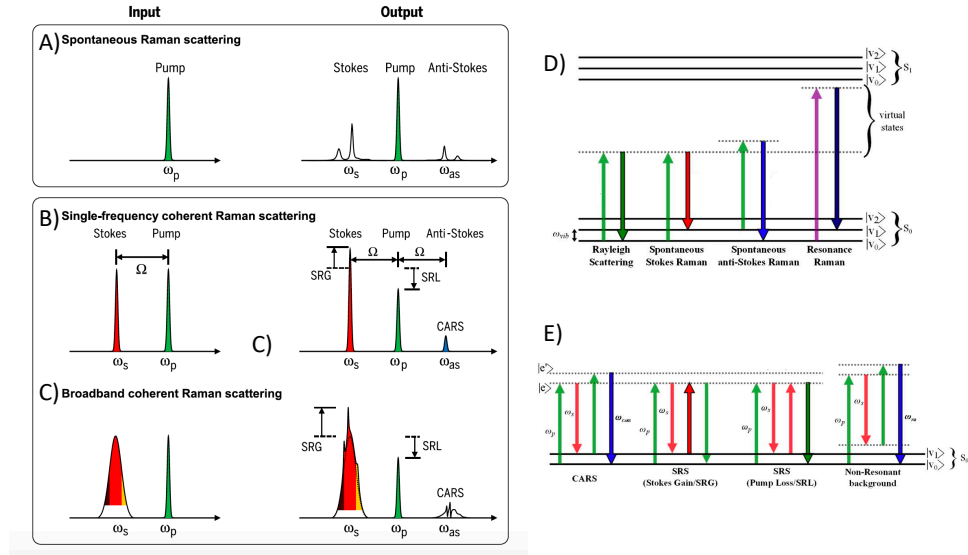 Input
Output
A) Spontaneous Raman scattering
Pump
Stokes
Pump
Anti-Stokes
ωp
ωs
ωp
ωas
B) Single-frequency coherent Raman scattering
Stokes
Pump
Ω
Stokes
Pump
Anti-Stokes
SRG
Ω
Ω
SRL
CARS
ωs
ωp
C)
ωs
ωp
ωas
C) Broadband coherent Raman scattering
SRG
SRL
CARS
ωs
ωp
ωs
ωp
ωas
D)
|v2>
|v1>
|v0>
S1
virtual
states
|v2>
|v1>
|v0>
S0
ωvib
Rayleigh
Scattering
Spontaneous
Stokes Raman
Spontaneous
anti-Stokes Raman
Resonance
Raman
E)
|e'>
|e>
ωp
ωs
ωCARS
ωp
ωs
ωp
ωs
ωp
ωs
|v1>
|v0>
CARS
SRS
(Stokes Gain/SRG)
SRS
(Pump Loss/SRL)
Non-Resonant
background